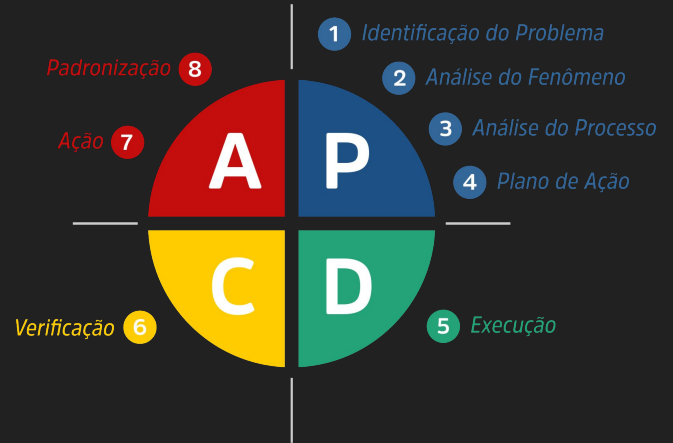 1 Identificação do Problema
2 Análise do Fenômeno
3 Análise do Processo
4 Plano de Ação
Padronização 8
Ação 7
A P
C D
Verificação 6
5 Execução